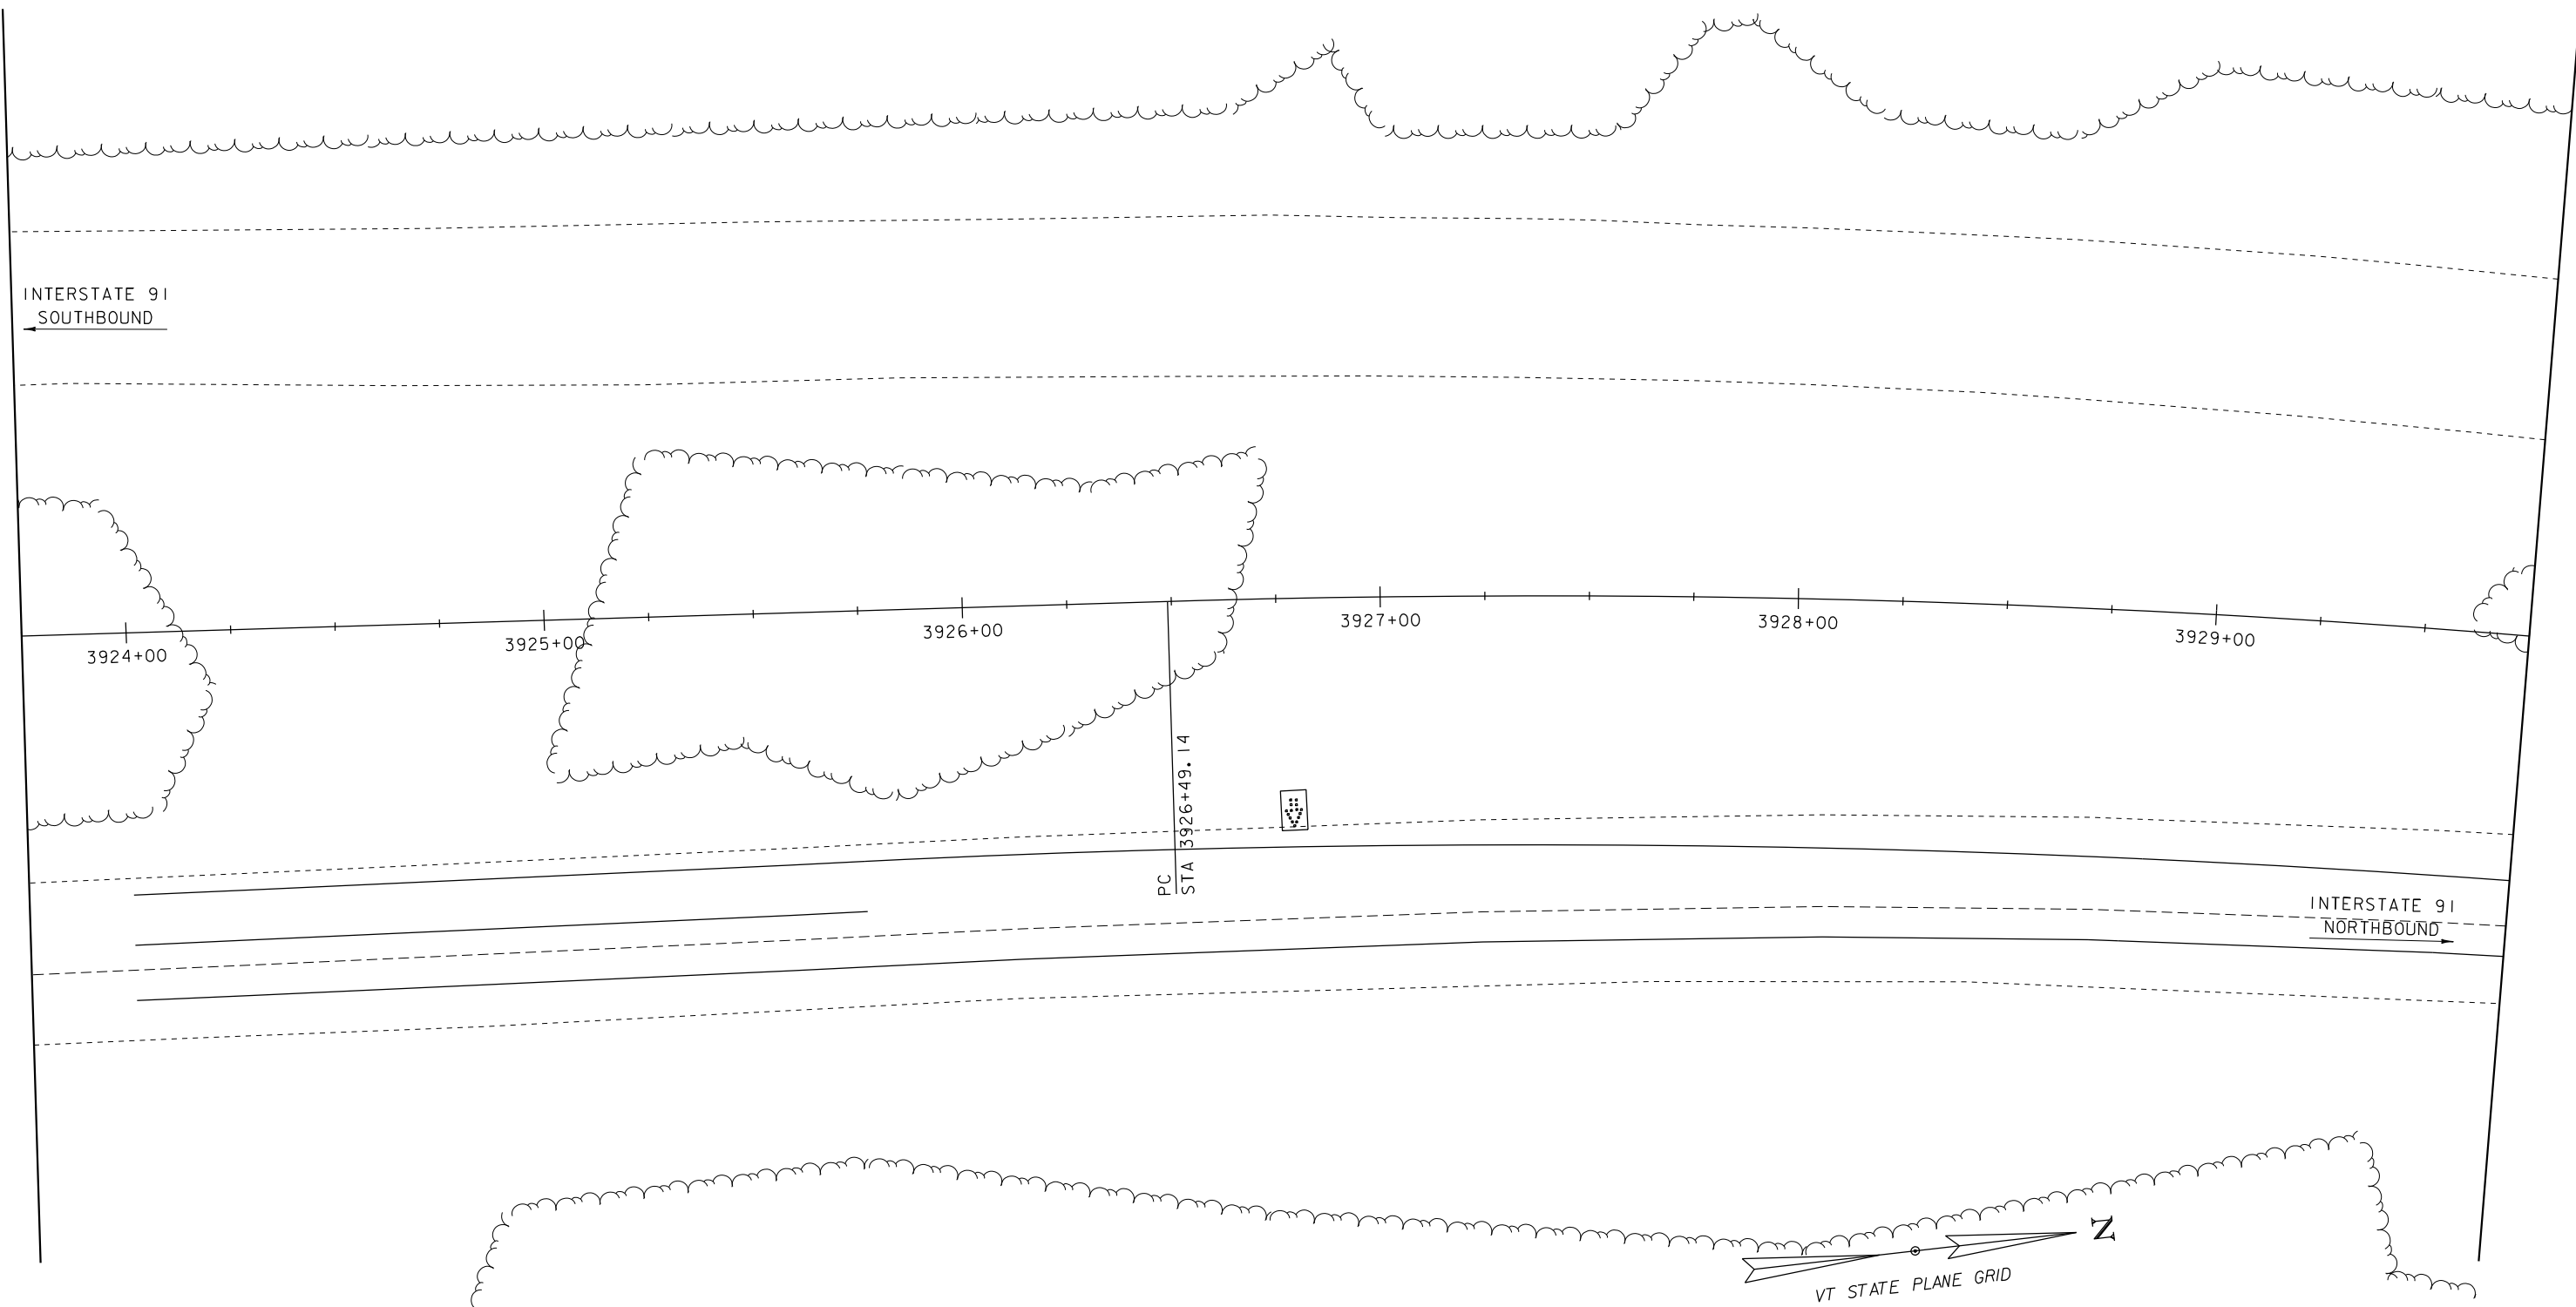 INTERSTATE 91
SOUTHBOUND
3924+00
3925+00
3926+00
3927+00
3928+00
3929+00
PC
STA 3926+49.14
INTERSTATE 91
NORTHBOUND
N
VT STATE PLANE GRID